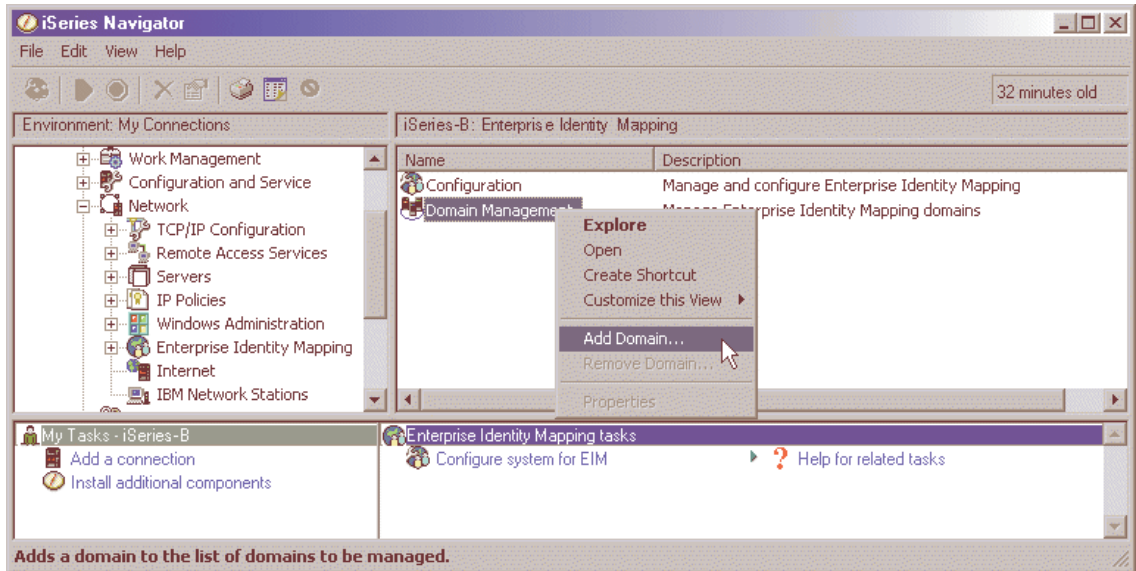 iSeries Navigator
File Edit View Help
32 minutes old
Environment: My Connections
iSeries-B: Enterprise Identity Mapping
Work Management
Configuration and Service
Network
TCP/IP Configuration
Remote Access Services
Servers
IP Policies
Windows Administration
Enterprise Identity Mapping
Internet
IBM Network Stations
Name Description
Configuration Manage and configure Enterprise Identity Mapping
Domain Management Manage Enterprise Identity Mapping domains
Explore
Open
Create Shortcut
Customize this View
Add Domain...
Remove Domain...
Properties
My Tasks - iSeries-B
Add a connection
Install additional components
Enterprise Identity Mapping tasks
Configure system for EIM
Help for related tasks
Adds a domain to the list of domains to be managed.